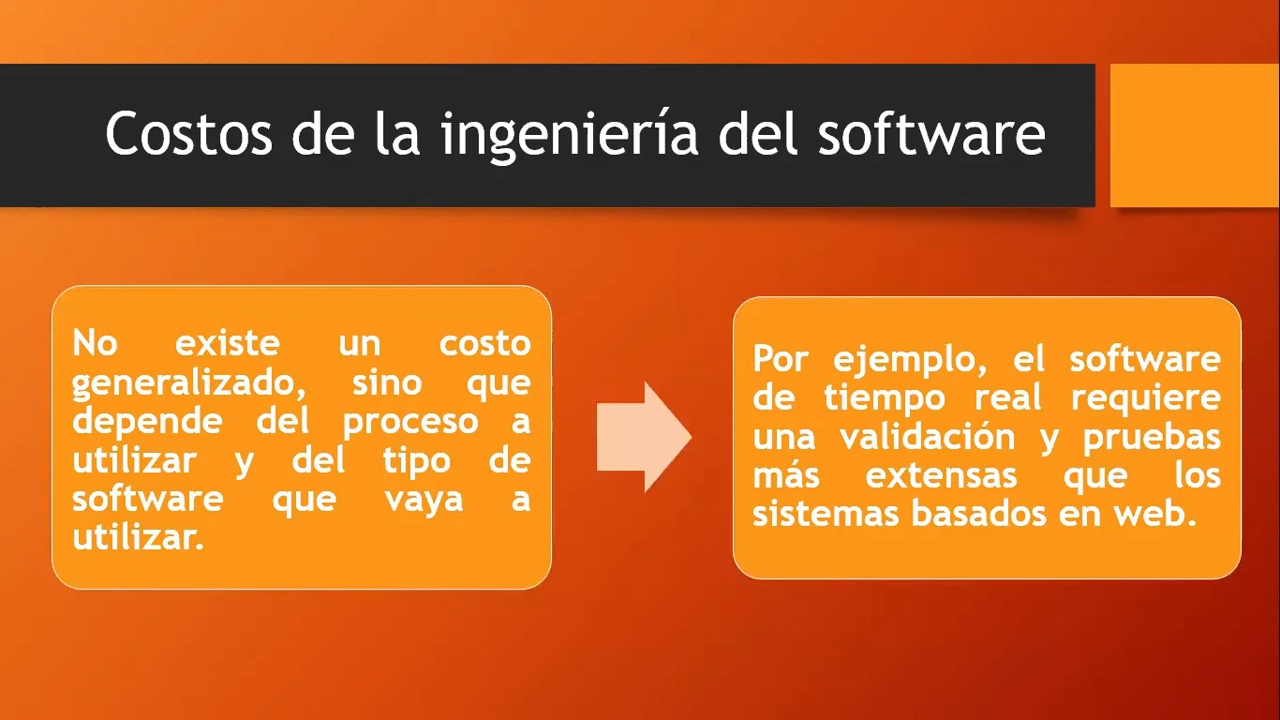 Costos de la ingeniería del software
No existe un costo
generalizado, sino que
depende del proceso a
utilizar y del tipo de
software que vaya a
utilizar.
Por ejemplo, el software
de tiempo real requiere
una validación y pruebas
más extensas que los
sistemas basados en web.